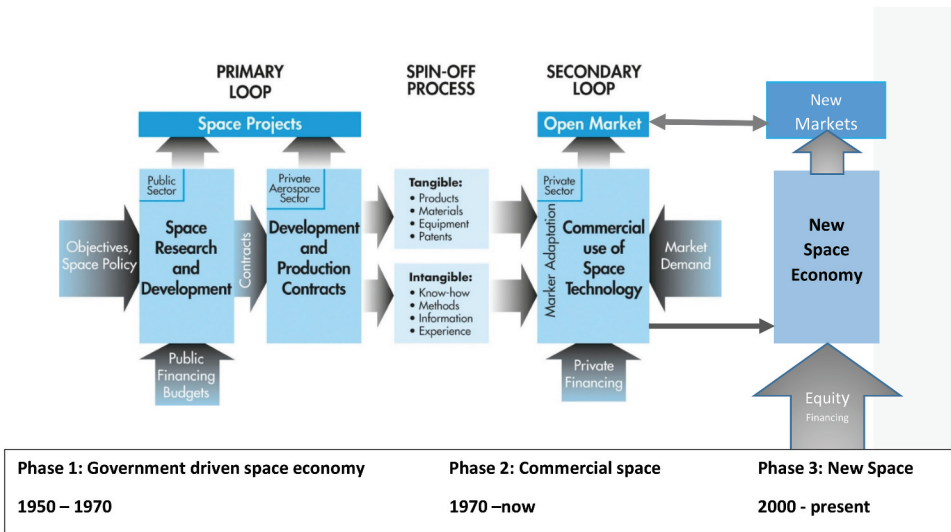 PRIMARY
LOOP
SPIN-OFF
PROCESS
SECONDARY
LOOP
Space Projects
Open Market
New
Markets
Public
Sector
Private
Aerospace
Sector
Tangible:
• Products
• Materials
• Equipment
• Patents
Private
Sector
Objectives,
Space Policy
Space
Research
and
Development
Contracts
Development
and
Production
Contracts
Intangible:
• Know-how
• Methods
• Information
• Experience
Marker Adaptation
Commercial
use of
Space
Technology
Market
Demand
New
Space
Economy
Public
Financing
Budgets
Private
Financing
Equity
Financing
Phase 1: Government driven space economy
1950 – 1970
Phase 2: Commercial space
1970 –now
Phase 3: New Space
2000 - present